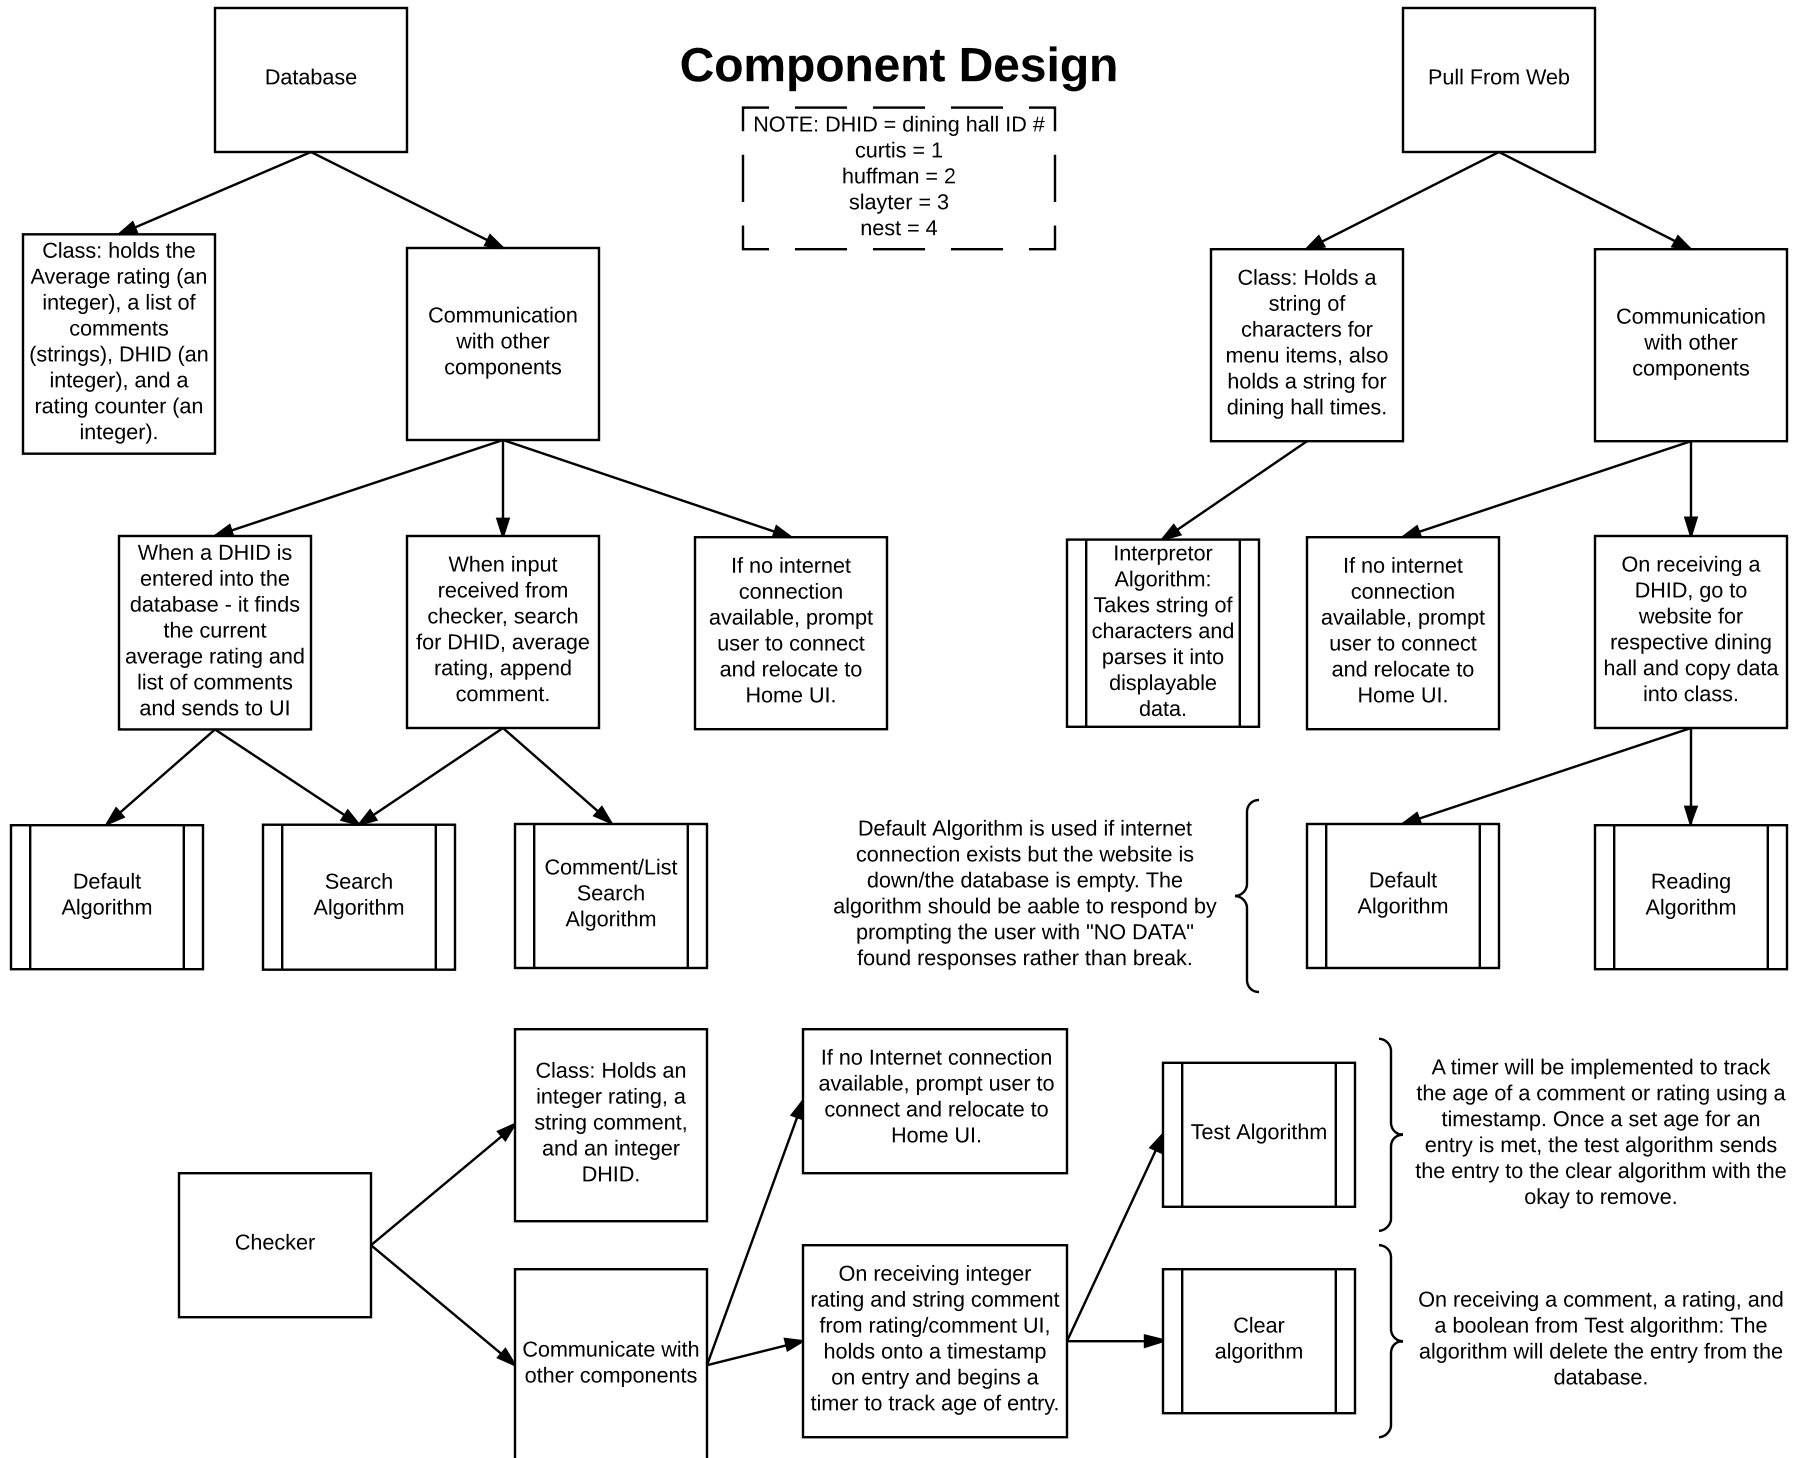 Component Design
NOTE: DHID = dining hall ID #
curtis = 1
huffman = 2
slayter = 3
nest = 4
Database
Class: holds the
Average rating (an
integer), a list of
comments
(strings), DHID (an
integer), and a
rating counter (an
integer).
Communication
with other
components
When a DHID is
entered into the
database - it finds
the current
average rating and
list of comments
and sends to UI
When input
received from
checker, search
for DHID, average
rating, append
comment.
If no internet
connection
available, prompt
user to connect
and relocate to
Home UI.
Default
Algorithm
Search
Algorithm
Comment/List
Search
Algorithm
Pull From Web
Class: Holds a
string of
characters for
menu items, also
holds a string for
dining hall times.
Communication
with other
components
Interpretor
Algorithm:
Takes string of
characters and
parses it into
displayable
data.
If no internet
connection
available, prompt
user to connect
and relocate to
Home UI.
On receiving a
DHID, go to
website for
respective dining
hall and copy data
into class.
Default Algorithm is used if internet
connection exists but the website is
down/the database is empty. The
algorithm should be aable to respond by
prompting the user with "NO DATA"
found responses rather than break.
Default
Algorithm
Reading
Algorithm
Checker
Class: Holds an
integer rating, a
string comment,
and an integer
DHID.
Communicate with
other components
If no Internet connection
available, prompt user to
connect and relocate to
Home UI.
On receiving integer
rating and string comment
from rating/comment UI,
holds onto a timestamp
on entry and begins a
timer to track age of entry.
Test Algorithm
A timer will be implemented to track
the age of a comment or rating using a
timestamp. Once a set age for an
entry is met, the test algorithm sends
the entry to the clear algorithm with the
okay to remove.
Clear
algorithm
On receiving a comment, a rating, and
a boolean from Test algorithm: The
algorithm will delete the entry from the
database.